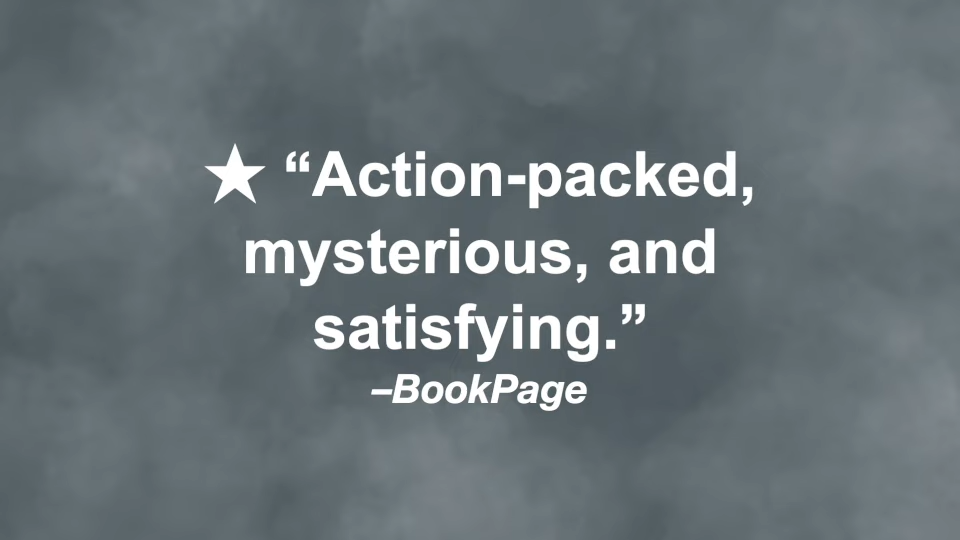 ★ “Action-packed,
mysterious, and
satisfying.”
–BookPage